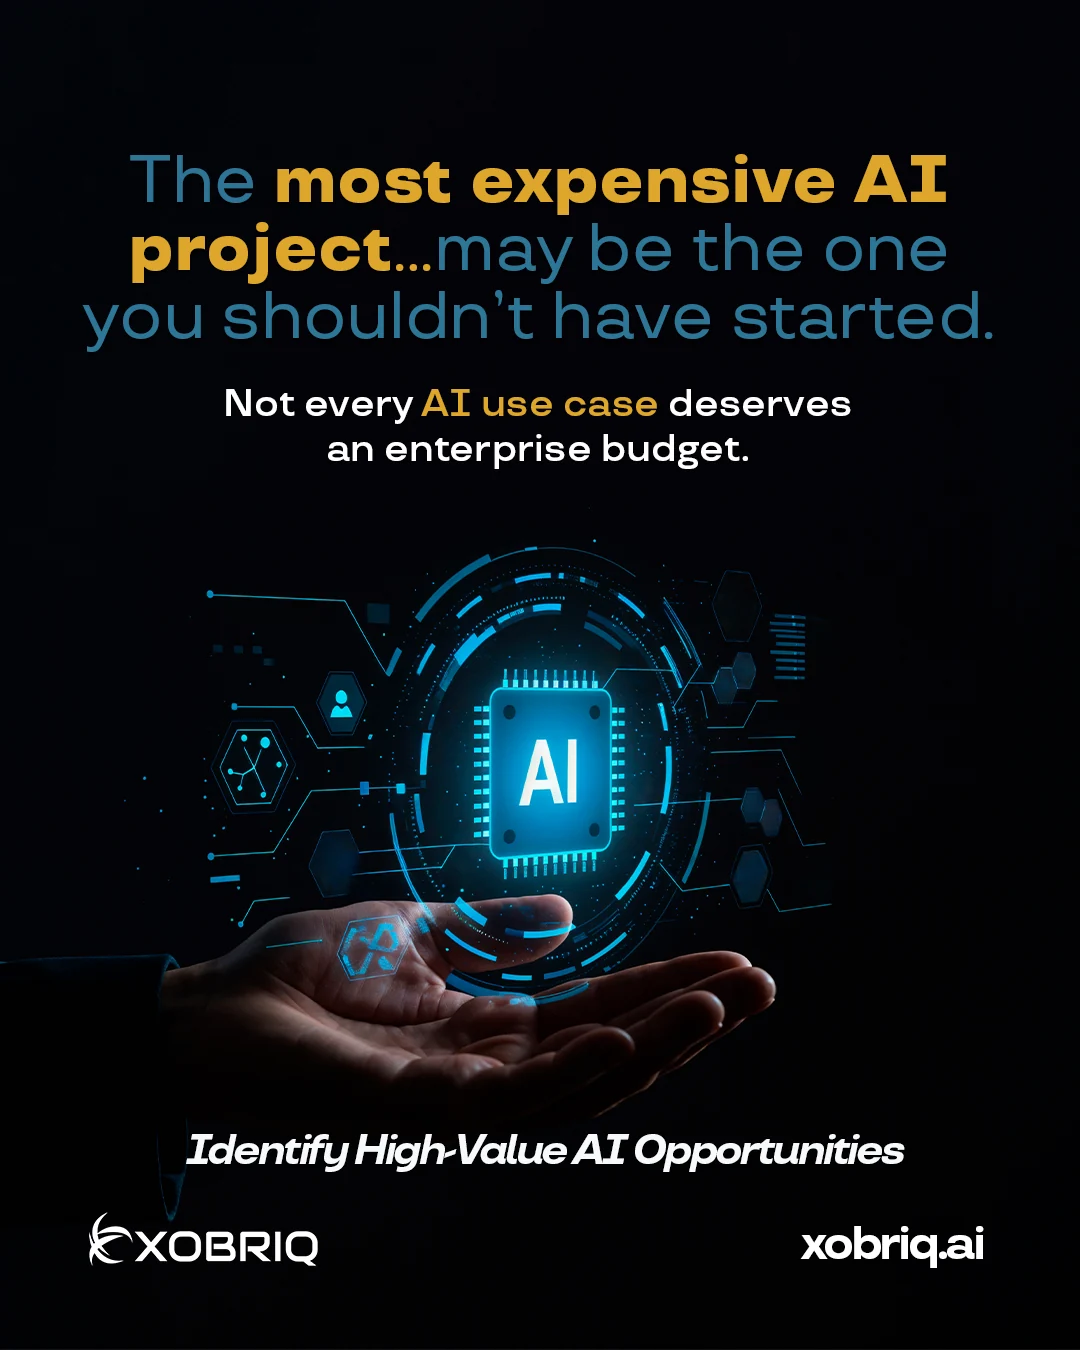 The most expensive AI
project...may be the one
you shouldn't have started.
Not every AI use case deserves
an enterprise budget.
AI
Identify High-Value AI Opportunities
XOBRIQ
xobriq.ai